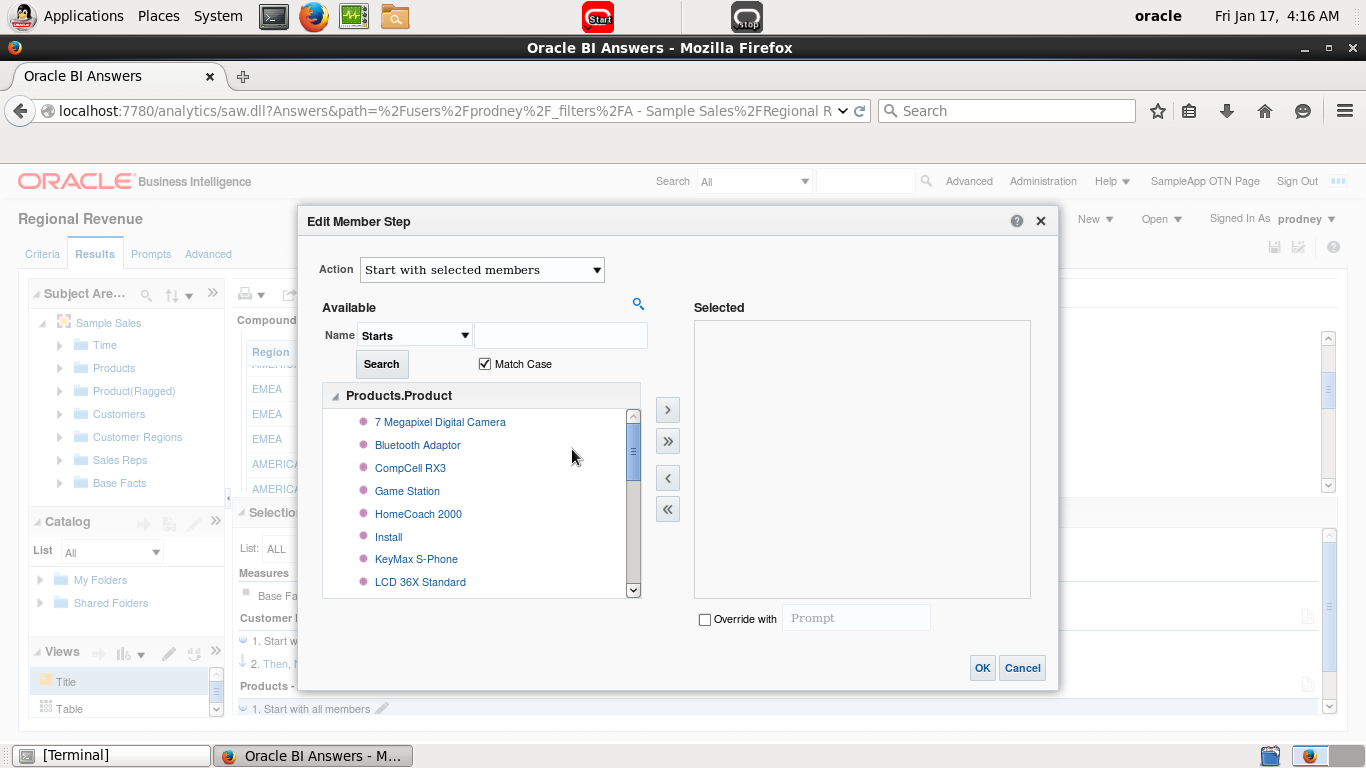 Applications Places System
Start
stop
oracle Fri Jan 17, 4:16 AM
Oracle BI Answers - Mozilla Firefox
Oracle BI Answers
localhost:7780/analytics/saw.dll?Answers&path=%2Fusers%2Fprodney%2F_filters%2FA - Sample Sales%2FRegional R
Search
ORACLE Business Intelligence
Search All Advanced Administration Help SampleApp OTN Page Sign Out
Regional Revenue
New Open Signed In As prodney
Criteria Results Prompts Advanced
Subject Are...
Sample Sales
Time
Products
Product(Ragged)
Customers
Customer Regions
Sales Reps
Base Facts
Catalog
List All
My Folders
Shared Folders
Views
Title
Table
Compound
Region
EMEA
EMEA
EMEA
AMERICA
AMERICA
Selectio
List: ALL
Measures
Base Fa
Customer
1. Start w
2. Then,
Products -
1. Start with all members
Edit Member Step
Action Start with selected members
Available
Name Starts
Search Match Case
Products.Product
7 Megapixel Digital Camera
Bluetooth Adaptor
CompCell RX3
Game Station
HomeCoach 2000
Install
KeyMax S-Phone
LCD 36X Standard
Selected
Override with Prompt
OK Cancel
[Terminal] Oracle BI Answers - M...